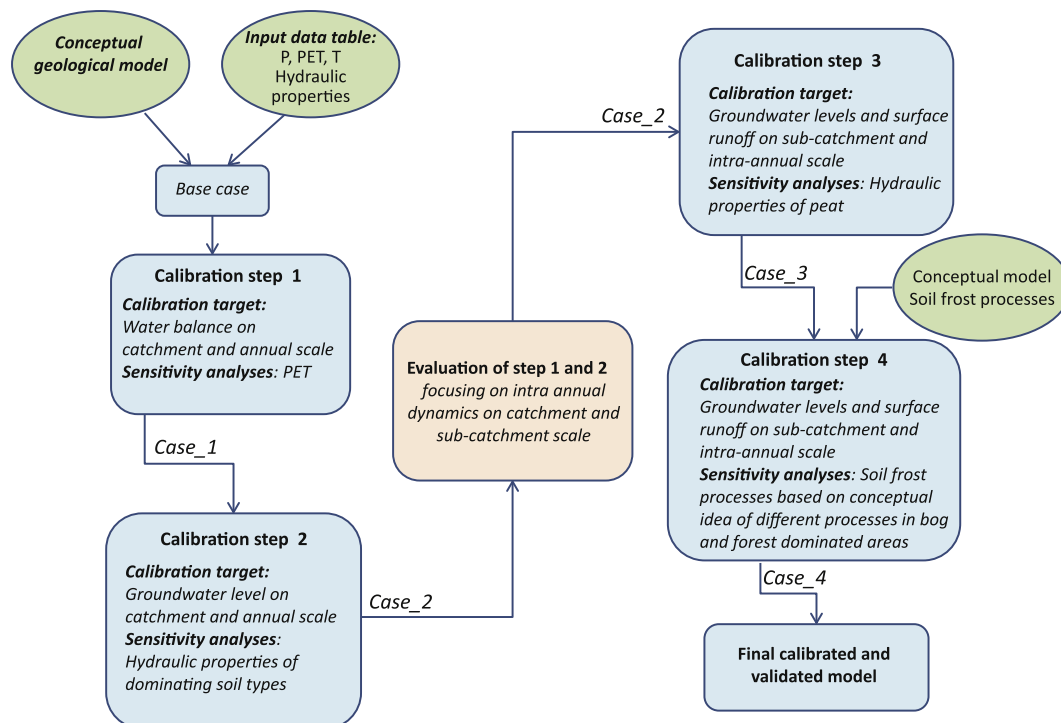 Conceptual
geological model
Input data table:
P, PET, T
Hydraulic
properties
Base case
Calibration step 1
Calibration target:
Water balance on
catchment and annual scale
Sensitivity analyses: PET
Case_1
Calibration step 2
Calibration target:
Groundwater level on
catchment and annual scale
Sensitivity analyses:
Hydraulic properties of
dominating soil types
Case_2
Evaluation of step 1 and 2
focusing on intra annual
dynamics on catchment and
sub-catchment scale
Case_2
Calibration step 3
Calibration target:
Groundwater levels and surface
runoff on sub-catchment and
intra-annual scale
Sensitivity analyses: Hydraulic
properties of peat
Case_3
Conceptual model
Soil frost processes
Calibration step 4
Calibration target:
Groundwater levels and surface
runoff on sub-catchment and
intra-annual scale
Sensitivity analyses: Soil frost
processes based on conceptual
idea of different processes in bog
and forest dominated areas
Case_4
Final calibrated and
validated model